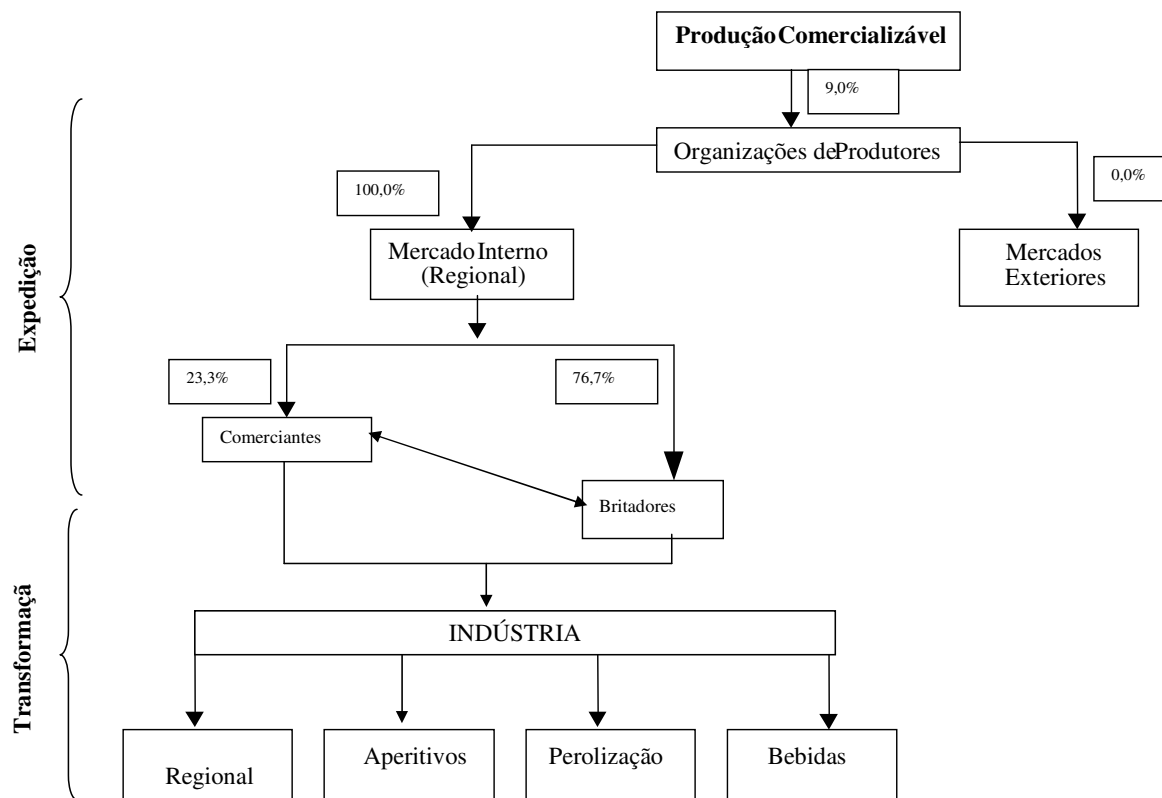 Produção Comercializável
9,0%
Organizações de Produtores
100,0%
0,0%
Mercado Interno
(Regional)
Mercados
Exteriores
Expedição
23,3%
76,7%
Comerciantes
Britadores
Transformaçã
INDÚSTRIA
Regional
Aperitivos
Perolização
Bebidas